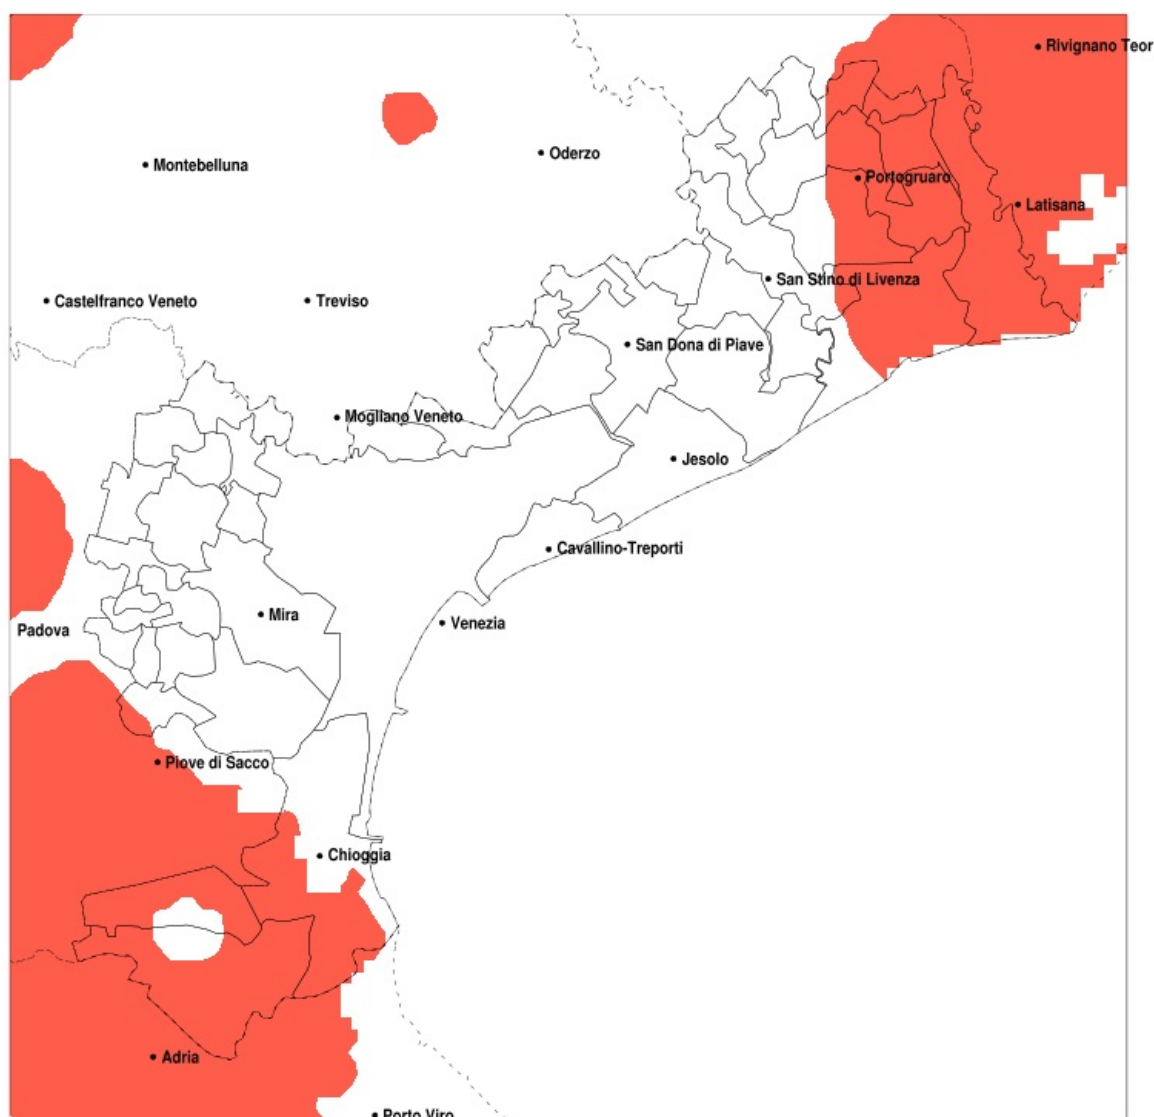 Rivignano Teor
Oderzo
Montebelluna
Portogruaro
Latisana
San Stino di Livenza
Castelfranco Veneto
Treviso
San Dona di Piave
Mogliano Veneto
Jesolo
Cavallino-Treporti
Mira
Venezia
Padova
Piove di Sacco
Chioggia
Adria
Porto Viro